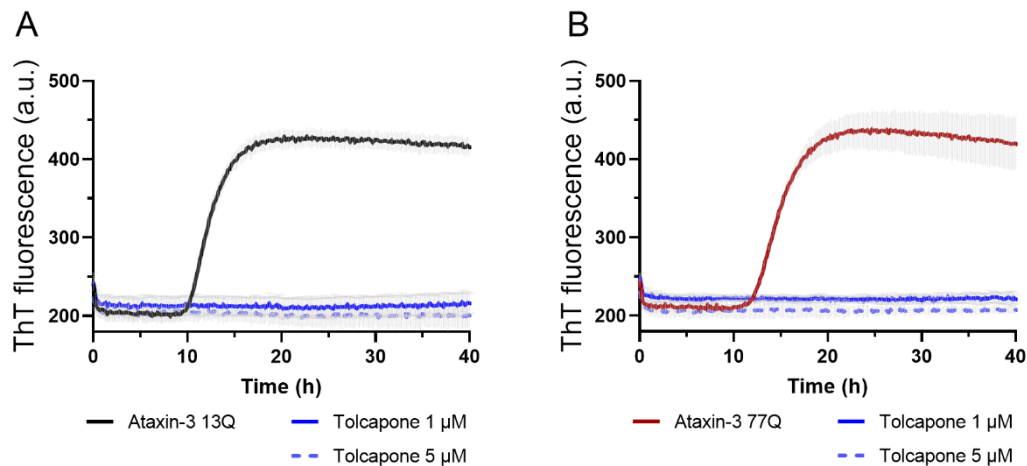 A
ThT fluorescence (a.u.)
500
400
300
200
0
10
20
30
40
Time (h)
Ataxin-3 13Q
Tolcapone 1 µM
Tolcapone 5 µM
B
ThT fluorescence (a.u.)
500
400
300
200
0
10
20
30
40
Time (h)
Ataxin-3 77Q
Tolcapone 1 µM
Tolcapone 5 µM